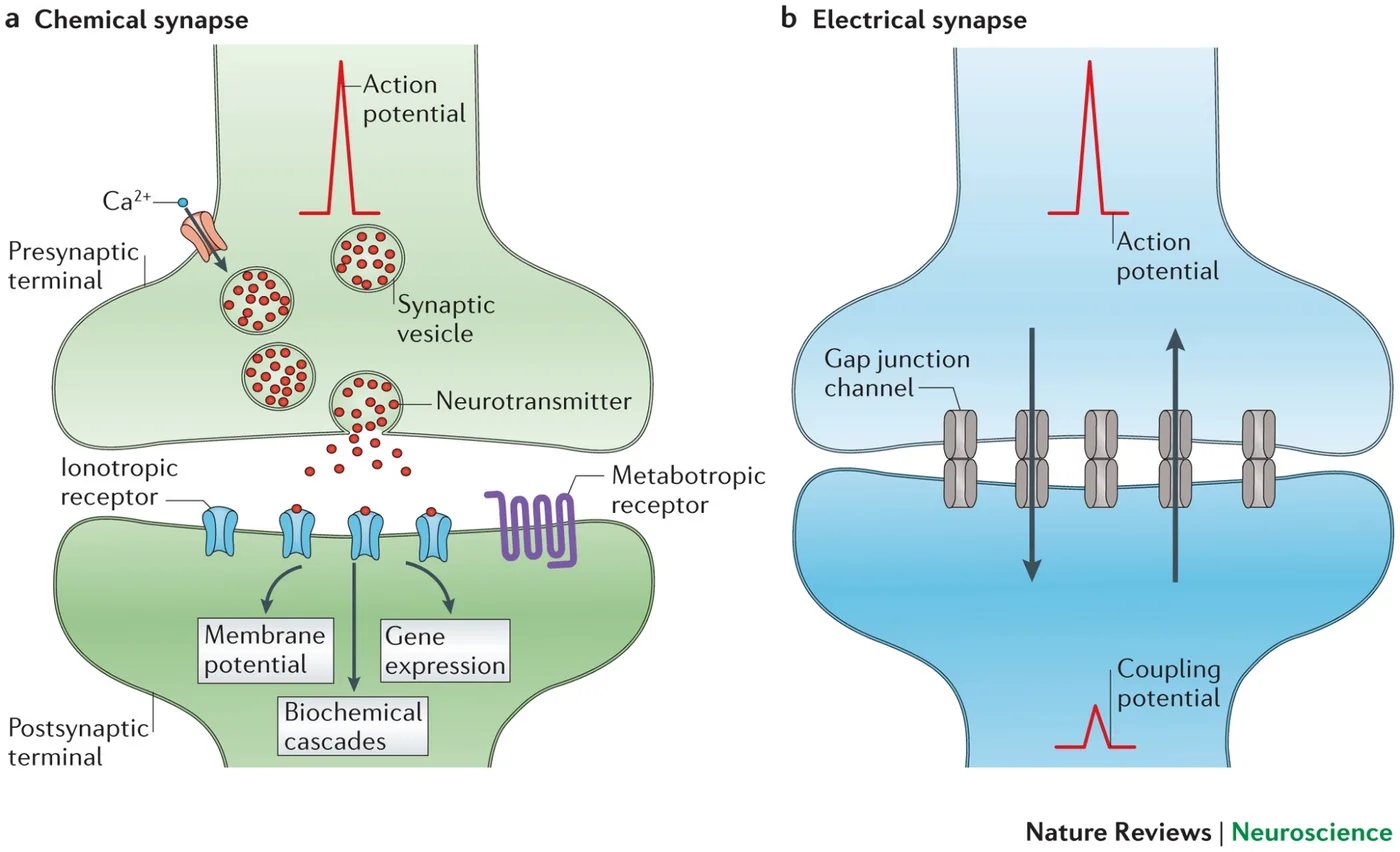 a Chemical synapse
Action
potential
Ca²⁺
Presynaptic
terminal
Synaptic
vesicle
Neurotransmitter
Ionotropic
receptor
Metabotropic
receptor
Membrane
potential
Gene
expression
Biochemical
cascades
Postsynaptic
terminal
b Electrical synapse
Action
potential
Gap junction
channel
Coupling
potential
Nature Reviews | Neuroscience